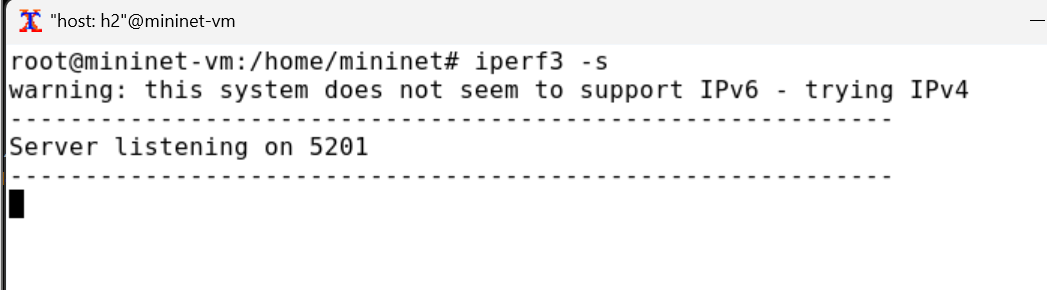 "host: h2"@mininet-vm
root@mininet-vm:/home/mininet# iperf3 -s
warning: this system does not seem to support IPv6 - trying IPv4
-----------------------------------------------------------
Server listening on 5201
-----------------------------------------------------------